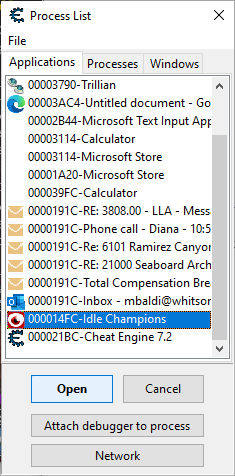 Process List
File
Applications
Processes
Windows
00003790-Trillian
00003AC4-Untitled document - Go
00002B44-Microsoft Text Input App
00003114-Calculator
00003114-Microsoft Store
00001A20-Microsoft Store
000039FC-Calculator
0000191C-RE: 3808.00 - LLA - Mess
0000191C-Phone call - Diana - 10:5
0000191C-Re: 6101 Ramirez Canyon
0000191C-RE: 21000 Seaboard Arch
0000191C-Total Compensation Brea
0000191C-Inbox - mbaldi@whitson
000014FC-Idle Champions
000021BC-Cheat Engine 7.2
Open
Cancel
Attach debugger to process
Network